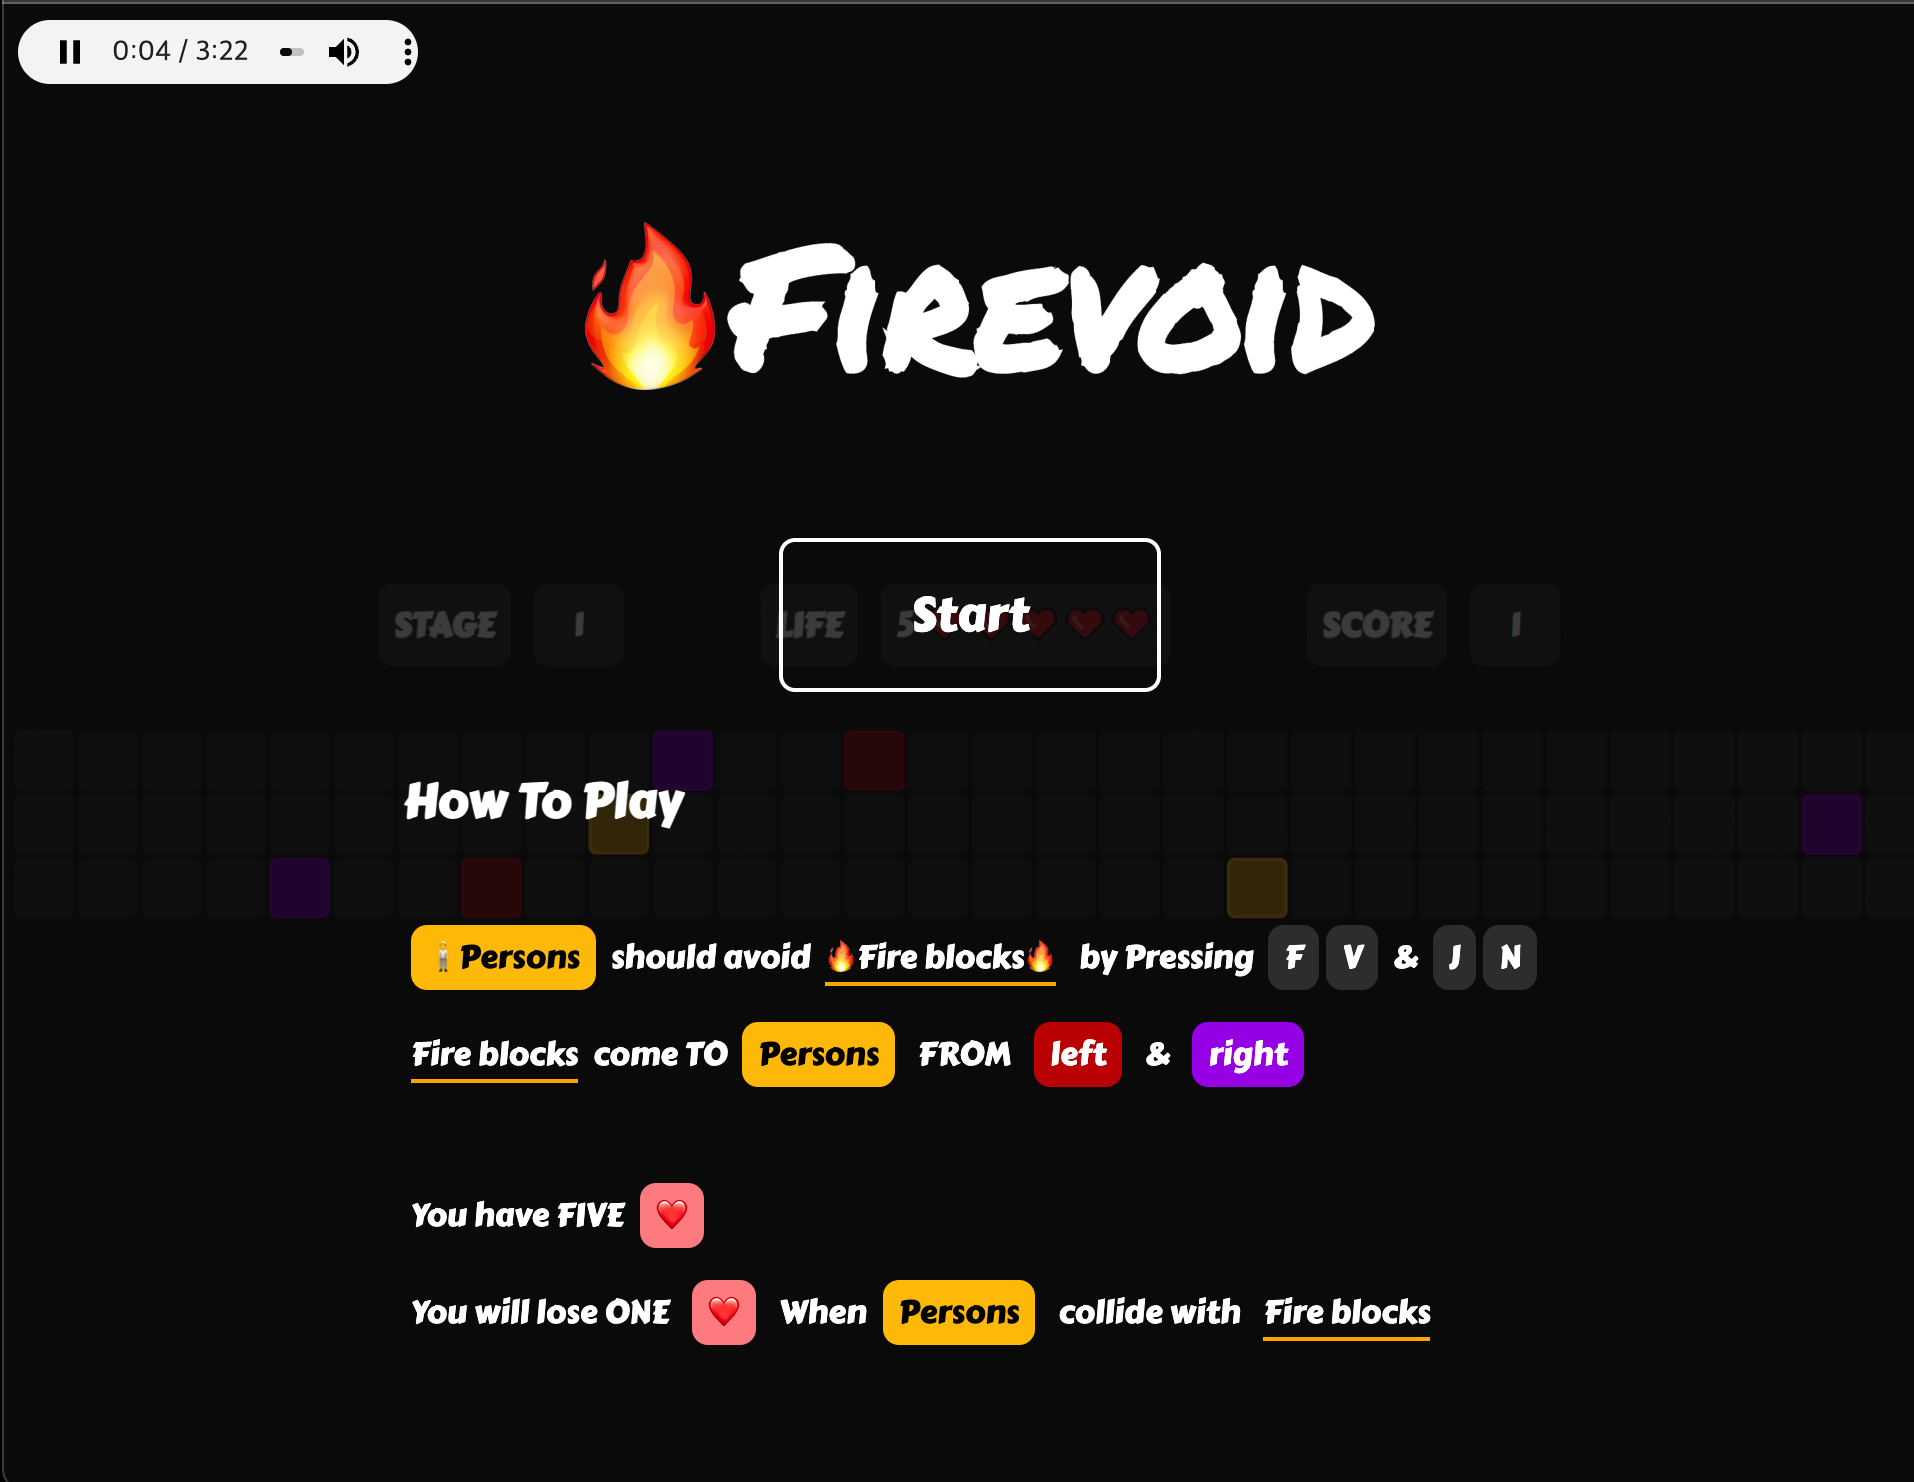 0:04 / 3:22
🔥FIREVOID
STAGE 1 LIFE 5 SCORE 1
Start
How To Play
🧍Persons should avoid 🔥Fire blocks🔥 by Pressing F V & J N
Fire blocks come TO Persons FROM left & right
You have FIVE ❤️
You will lose ONE ❤️ When Persons collide with Fire blocks